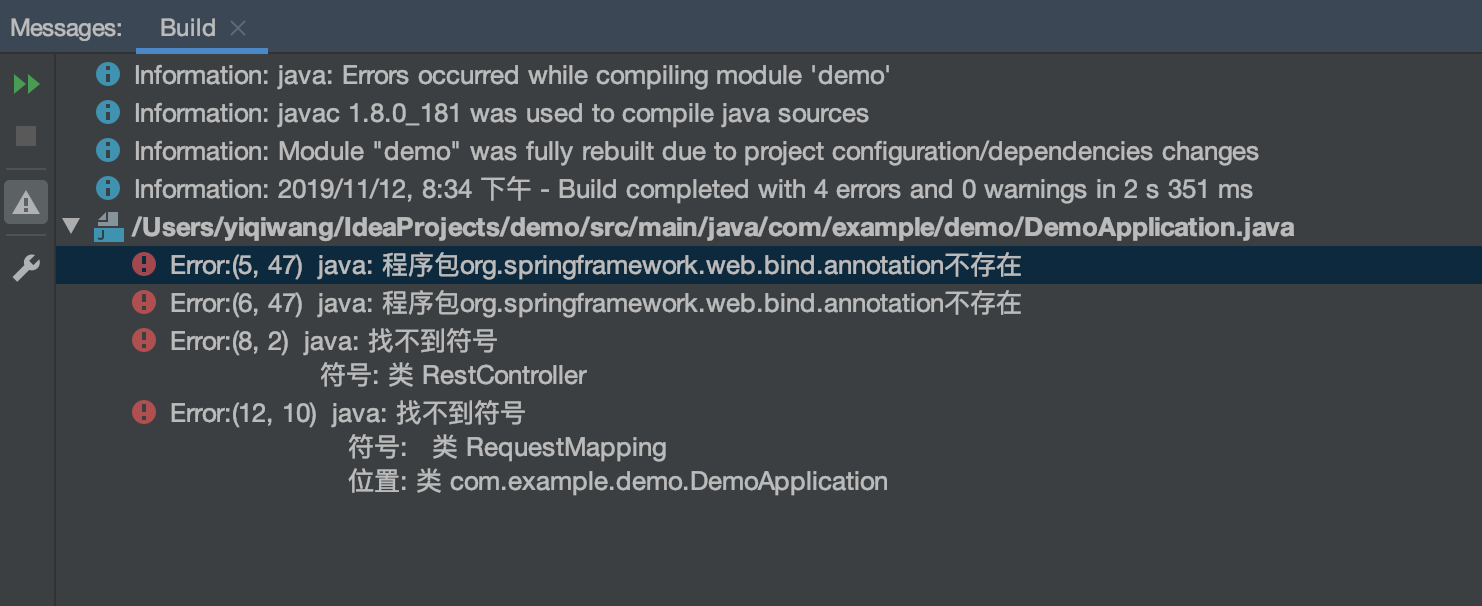 Messages: Build
Information: java: Errors occurred while compiling module 'demo'
Information: javac 1.8.0_181 was used to compile java sources
Information: Module "demo" was fully rebuilt due to project configuration/dependencies changes
Information: 2019/11/12, 8:34 下午 - Build completed with 4 errors and 0 warnings in 2 s 351 ms
/Users/yiqiwang/IdeaProjects/demo/src/main/java/com/example/demo/DemoApplication.java
Error:(5, 47) java: 程序包org.springframework.web.bind.annotation不存在
Error:(6, 47) java: 程序包org.springframework.web.bind.annotation不存在
Error:(8, 2) java: 找不到符号
符号: 类 RestController
Error:(12, 10) java: 找不到符号
符号: 类 RequestMapping
位置: 类 com.example.demo.DemoApplication